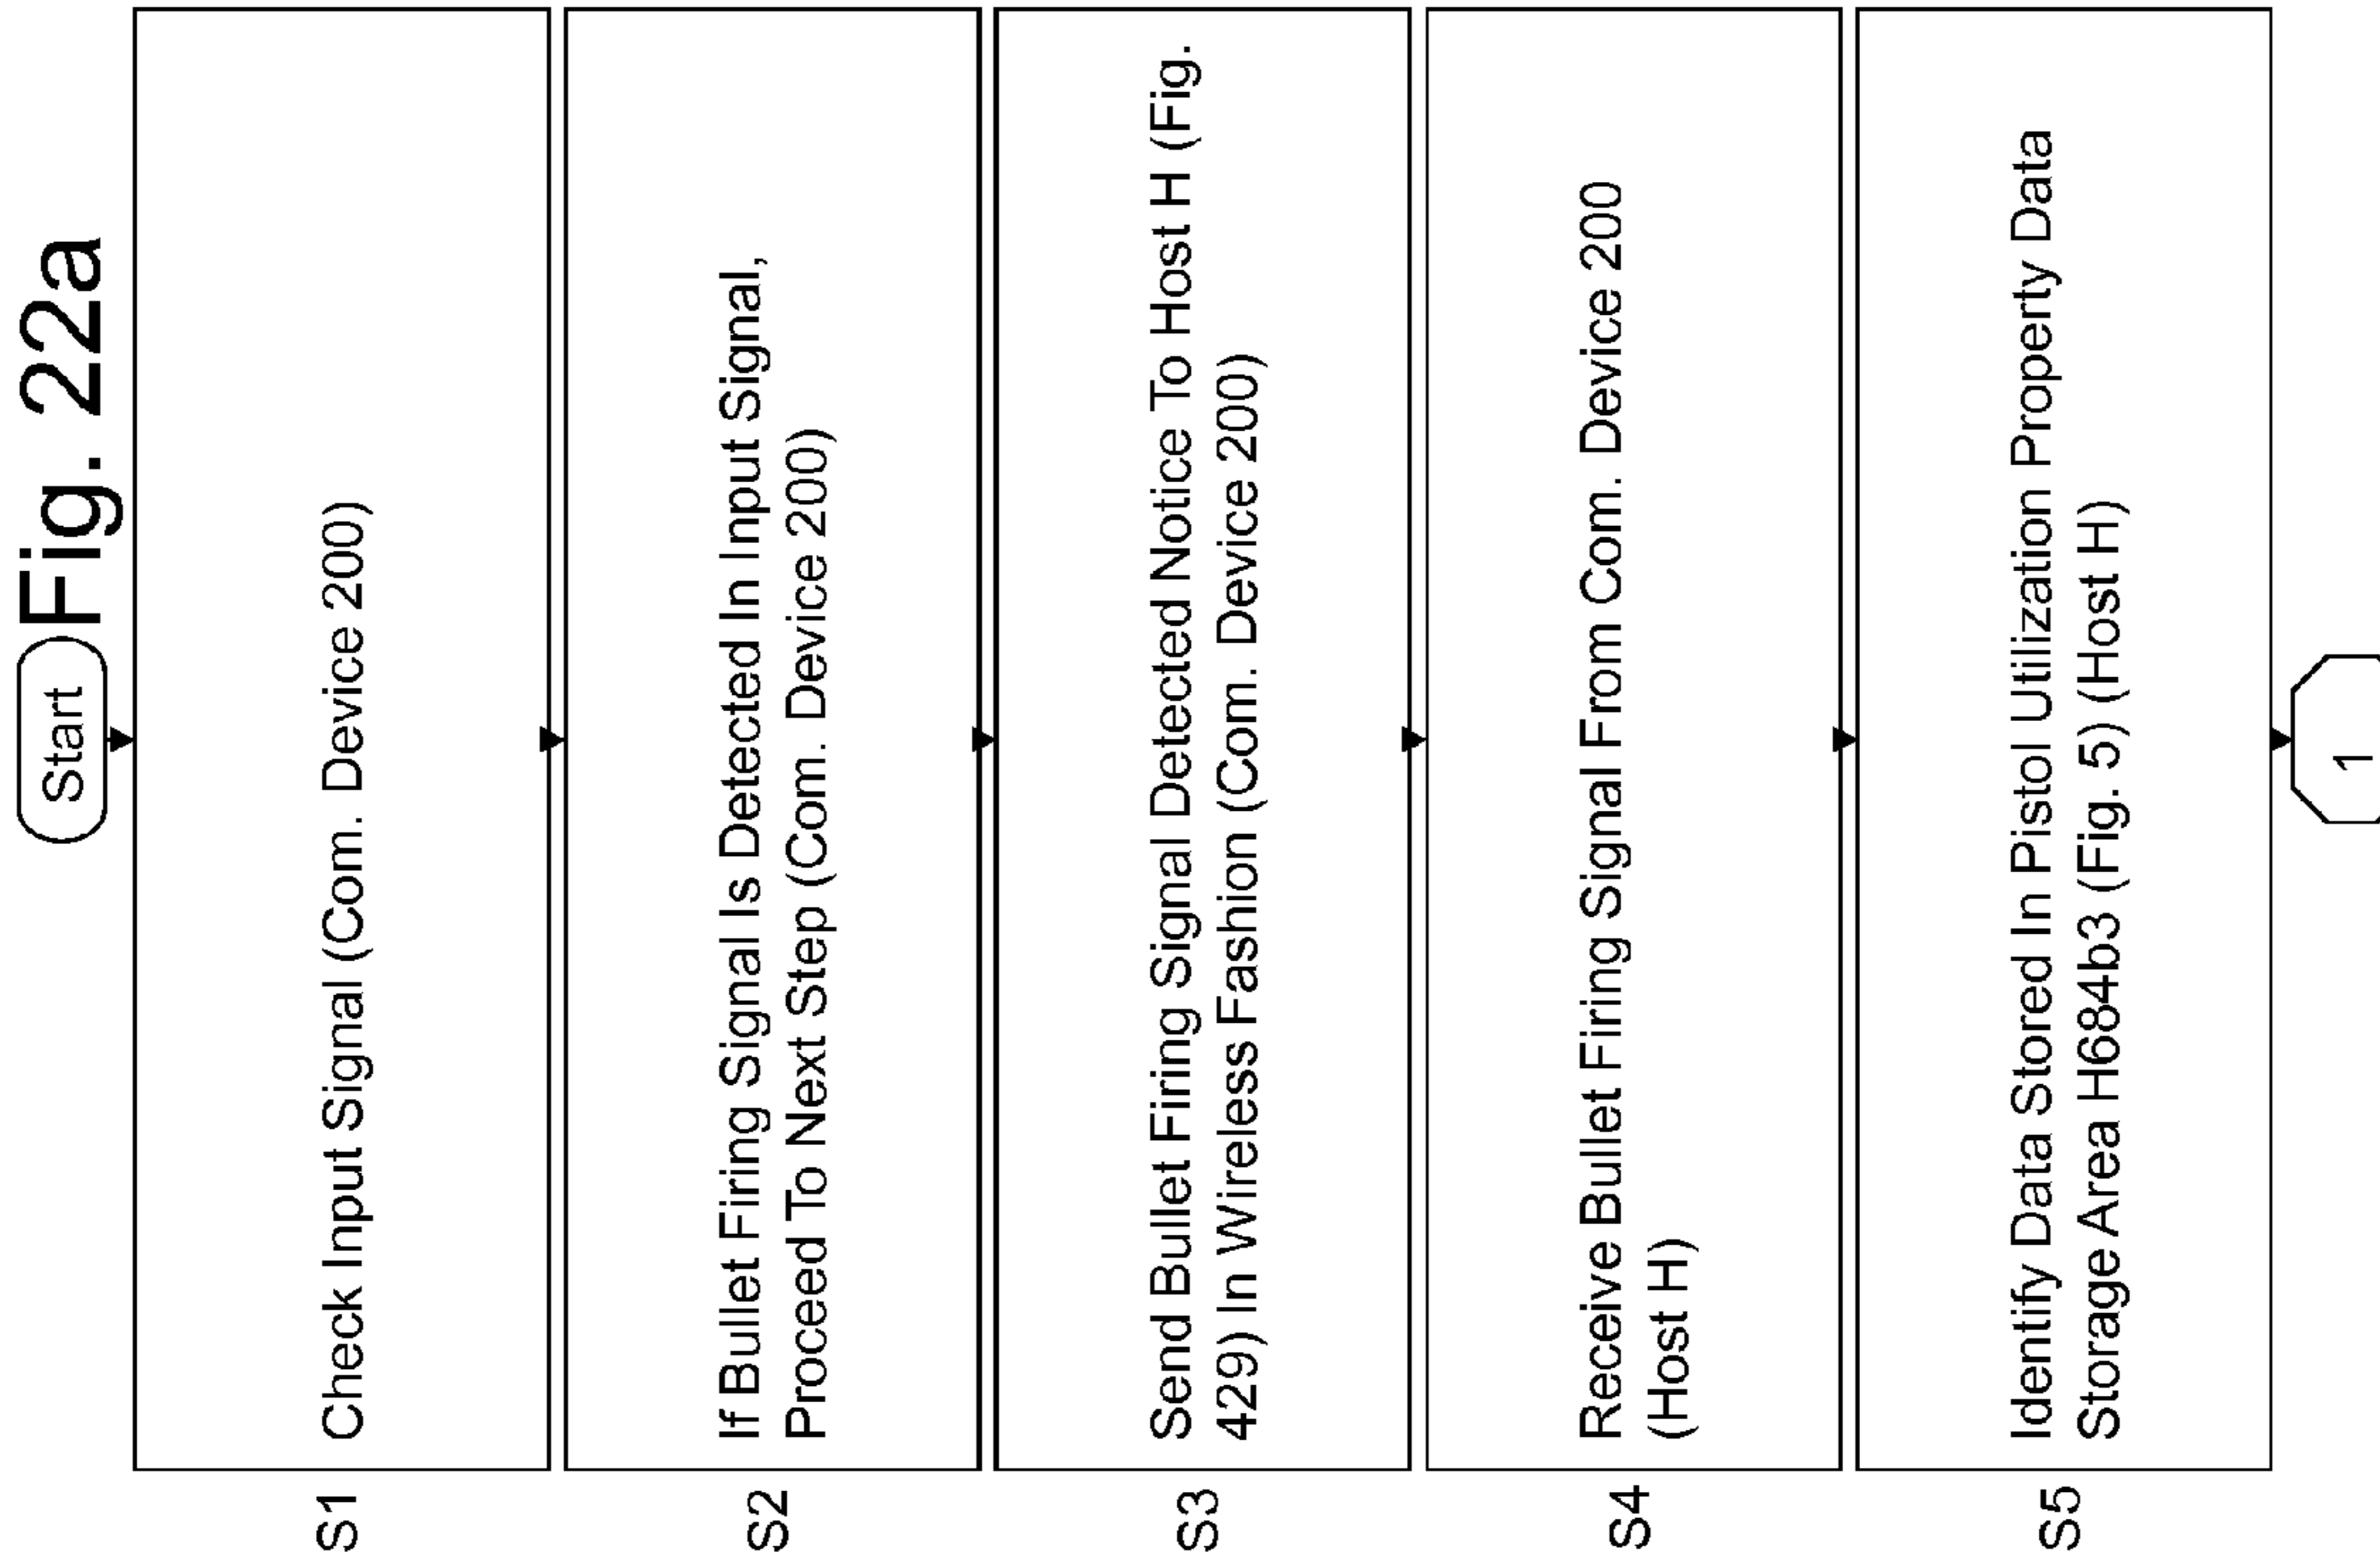 Fig. 22a
Start
S1
Check Input Signal (Com. Device 200)
S2
If Bullet Firing Signal Is Detected In Input Signal,
Proceed To Next Step (Com. Device 200)
S3
Send Bullet Firing Signal Detected Notice To Host H (Fig.
429) In Wireless Fashion (Com. Device 200)
S4
Receive Bullet Firing Signal From Com. Device 200
(Host H)
S5
Identify Data Stored In Pistol Utilization Property Data
Storage Area H684b3 (Fig. 5) (Host H)
1